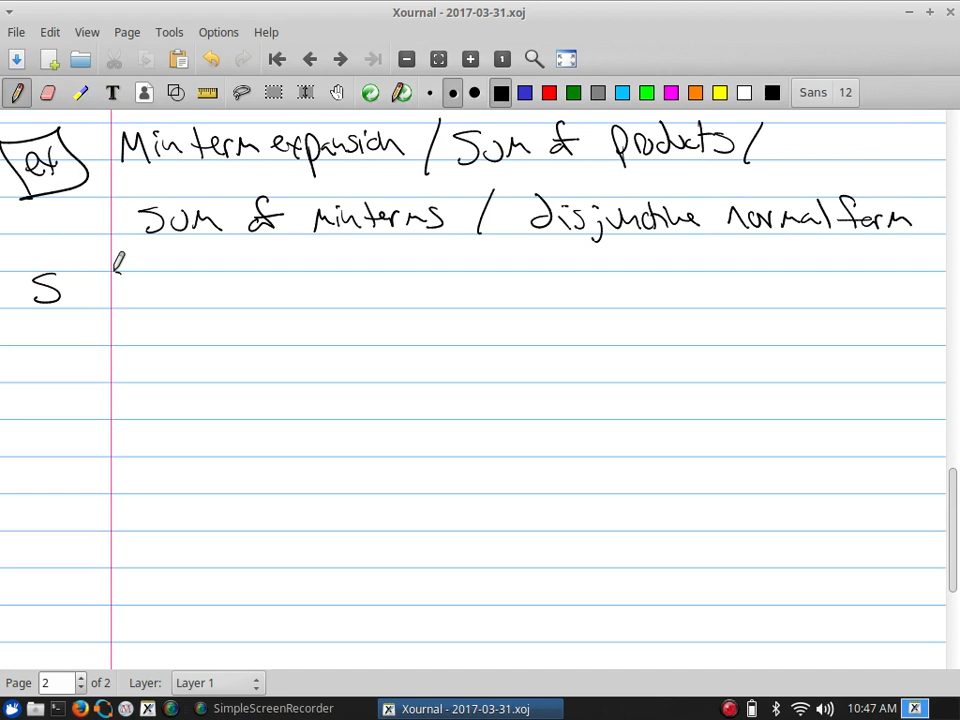 Xournal - 2017-03-31.xoj
File Edit View Page Tools Options Help
1
T Sans 12
ex Minterm expansion / Sum of Products /
sum of minterms / disjunctive normal form
S
Page 2 of 2 Layer: Layer 1
SimpleScreenRecorder Xournal - 2017-03-31.xoj 10:47 AM